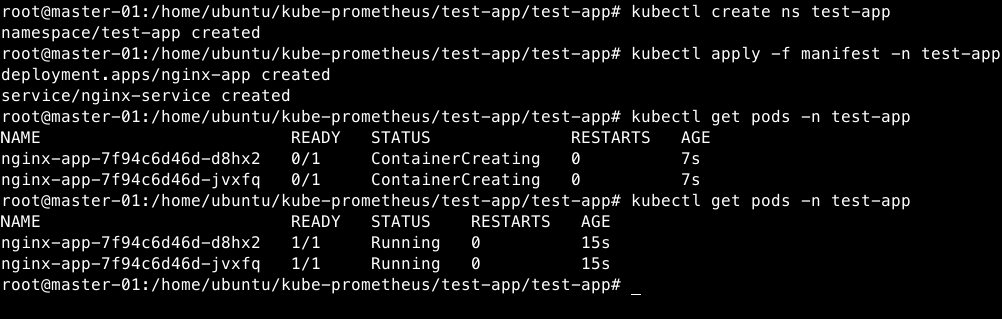 root@master-01:/home/ubuntu/kube-prometheus/test-app/test-app# kubectl create ns test-app
namespace/test-app created
root@master-01:/home/ubuntu/kube-prometheus/test-app/test-app# kubectl apply -f manifest -n test-app
deployment.apps/nginx-app created
service/nginx-service created
root@master-01:/home/ubuntu/kube-prometheus/test-app/test-app# kubectl get pods -n test-app
NAME                         READY   STATUS              RESTARTS   AGE
nginx-app-7f94c6d46d-d8hx2   0/1     ContainerCreating   0          7s
nginx-app-7f94c6d46d-jvxfq   0/1     ContainerCreating   0          7s
root@master-01:/home/ubuntu/kube-prometheus/test-app/test-app# kubectl get pods -n test-app
NAME                         READY   STATUS    RESTARTS   AGE
nginx-app-7f94c6d46d-d8hx2   1/1     Running   0          15s
nginx-app-7f94c6d46d-jvxfq   1/1     Running   0          15s
root@master-01:/home/ubuntu/kube-prometheus/test-app/test-app# _